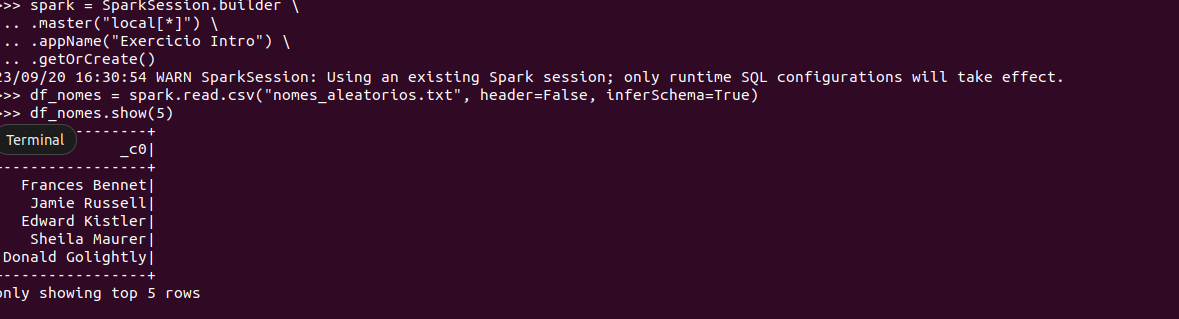 >>> spark = SparkSession.builder \
... .master("local[*]") \
... .appName("Exercicio Intro") \
... .getOrCreate()
23/09/20 16:30:54 WARN SparkSession: Using an existing Spark session; only runtime SQL configurations will take effect.
>>> df_nomes = spark.read.csv("nomes_aleatorios.txt", header=False, inferSchema=True)
>>> df_nomes.show(5)
--------+
Terminal
_c0|
-----------------+
Frances Bennet|
Jamie Russell|
Edward Kistler|
Sheila Maurer|
Donald Golightly|
-----------------+
only showing top 5 rows